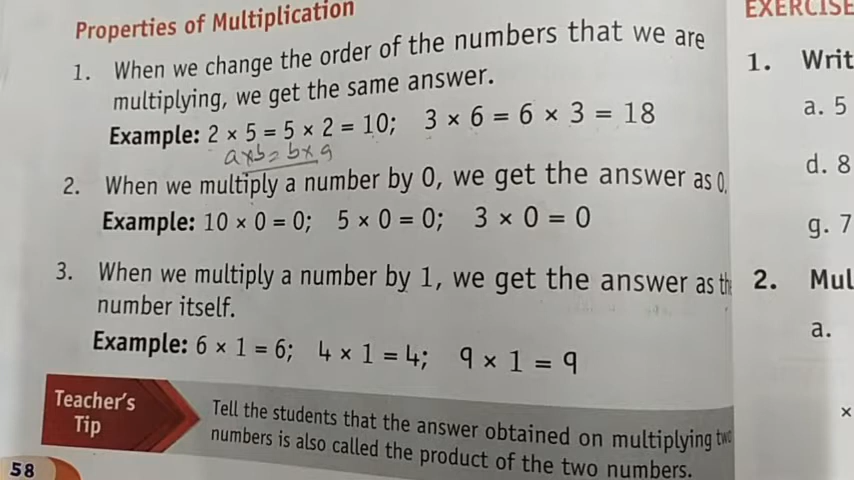 Properties of Multiplication
1. When we change the order of the numbers that we are
multiplying, we get the same answer.
Example: 2 × 5 = 5 × 2 = 10; 3 × 6 = 6 × 3 = 18
a×b = b×a
2. When we multiply a number by 0, we get the answer as 0.
Example: 10 × 0 = 0; 5 × 0 = 0; 3 × 0 = 0
3. When we multiply a number by 1, we get the answer as the
number itself.
Example: 6 × 1 = 6; 4 × 1 = 4; 9 × 1 = 9
Teacher's
Tip
Tell the students that the answer obtained on multiplying two
numbers is also called the product of the two numbers.
58
EXERCISE
1. Writ
a. 5
d. 8
g. 7
2. Mul
a.
×